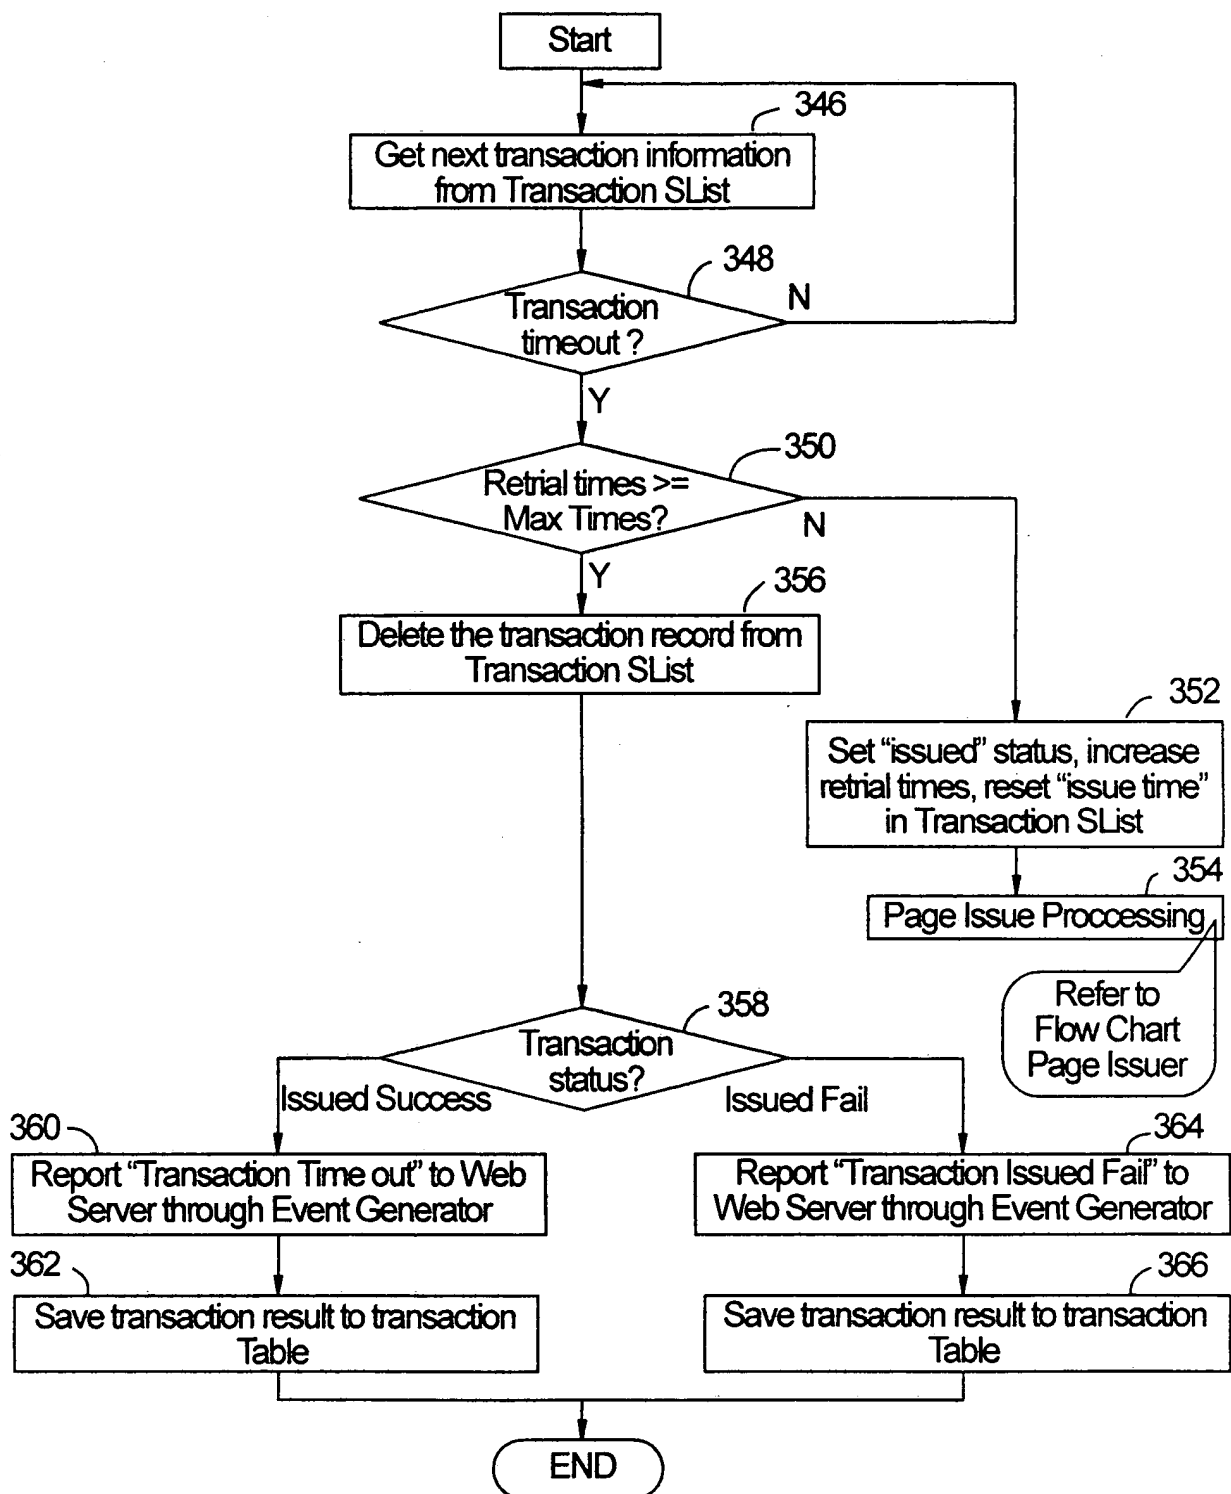 Start
346
Get next transaction information
from Transaction SList
348
Transaction
timeout ?
N
Y
350
Retrial times >=
Max Times?
N
Y
356
Delete the transaction record from
Transaction SList
352
Set “issued” status, increase
retrial times, reset “issue time”
in Transaction SList
354
Page Issue Proccessing
Refer to
Flow Chart
Page Issuer
358
Transaction
status?
Issued Success
Issued Fail
360
Report “Transaction Time out” to Web
Server through Event Generator
364
Report “Transaction Issued Fail” to
Web Server through Event Generator
362
Save transaction result to transaction
Table
366
Save transaction result to transaction
Table
END